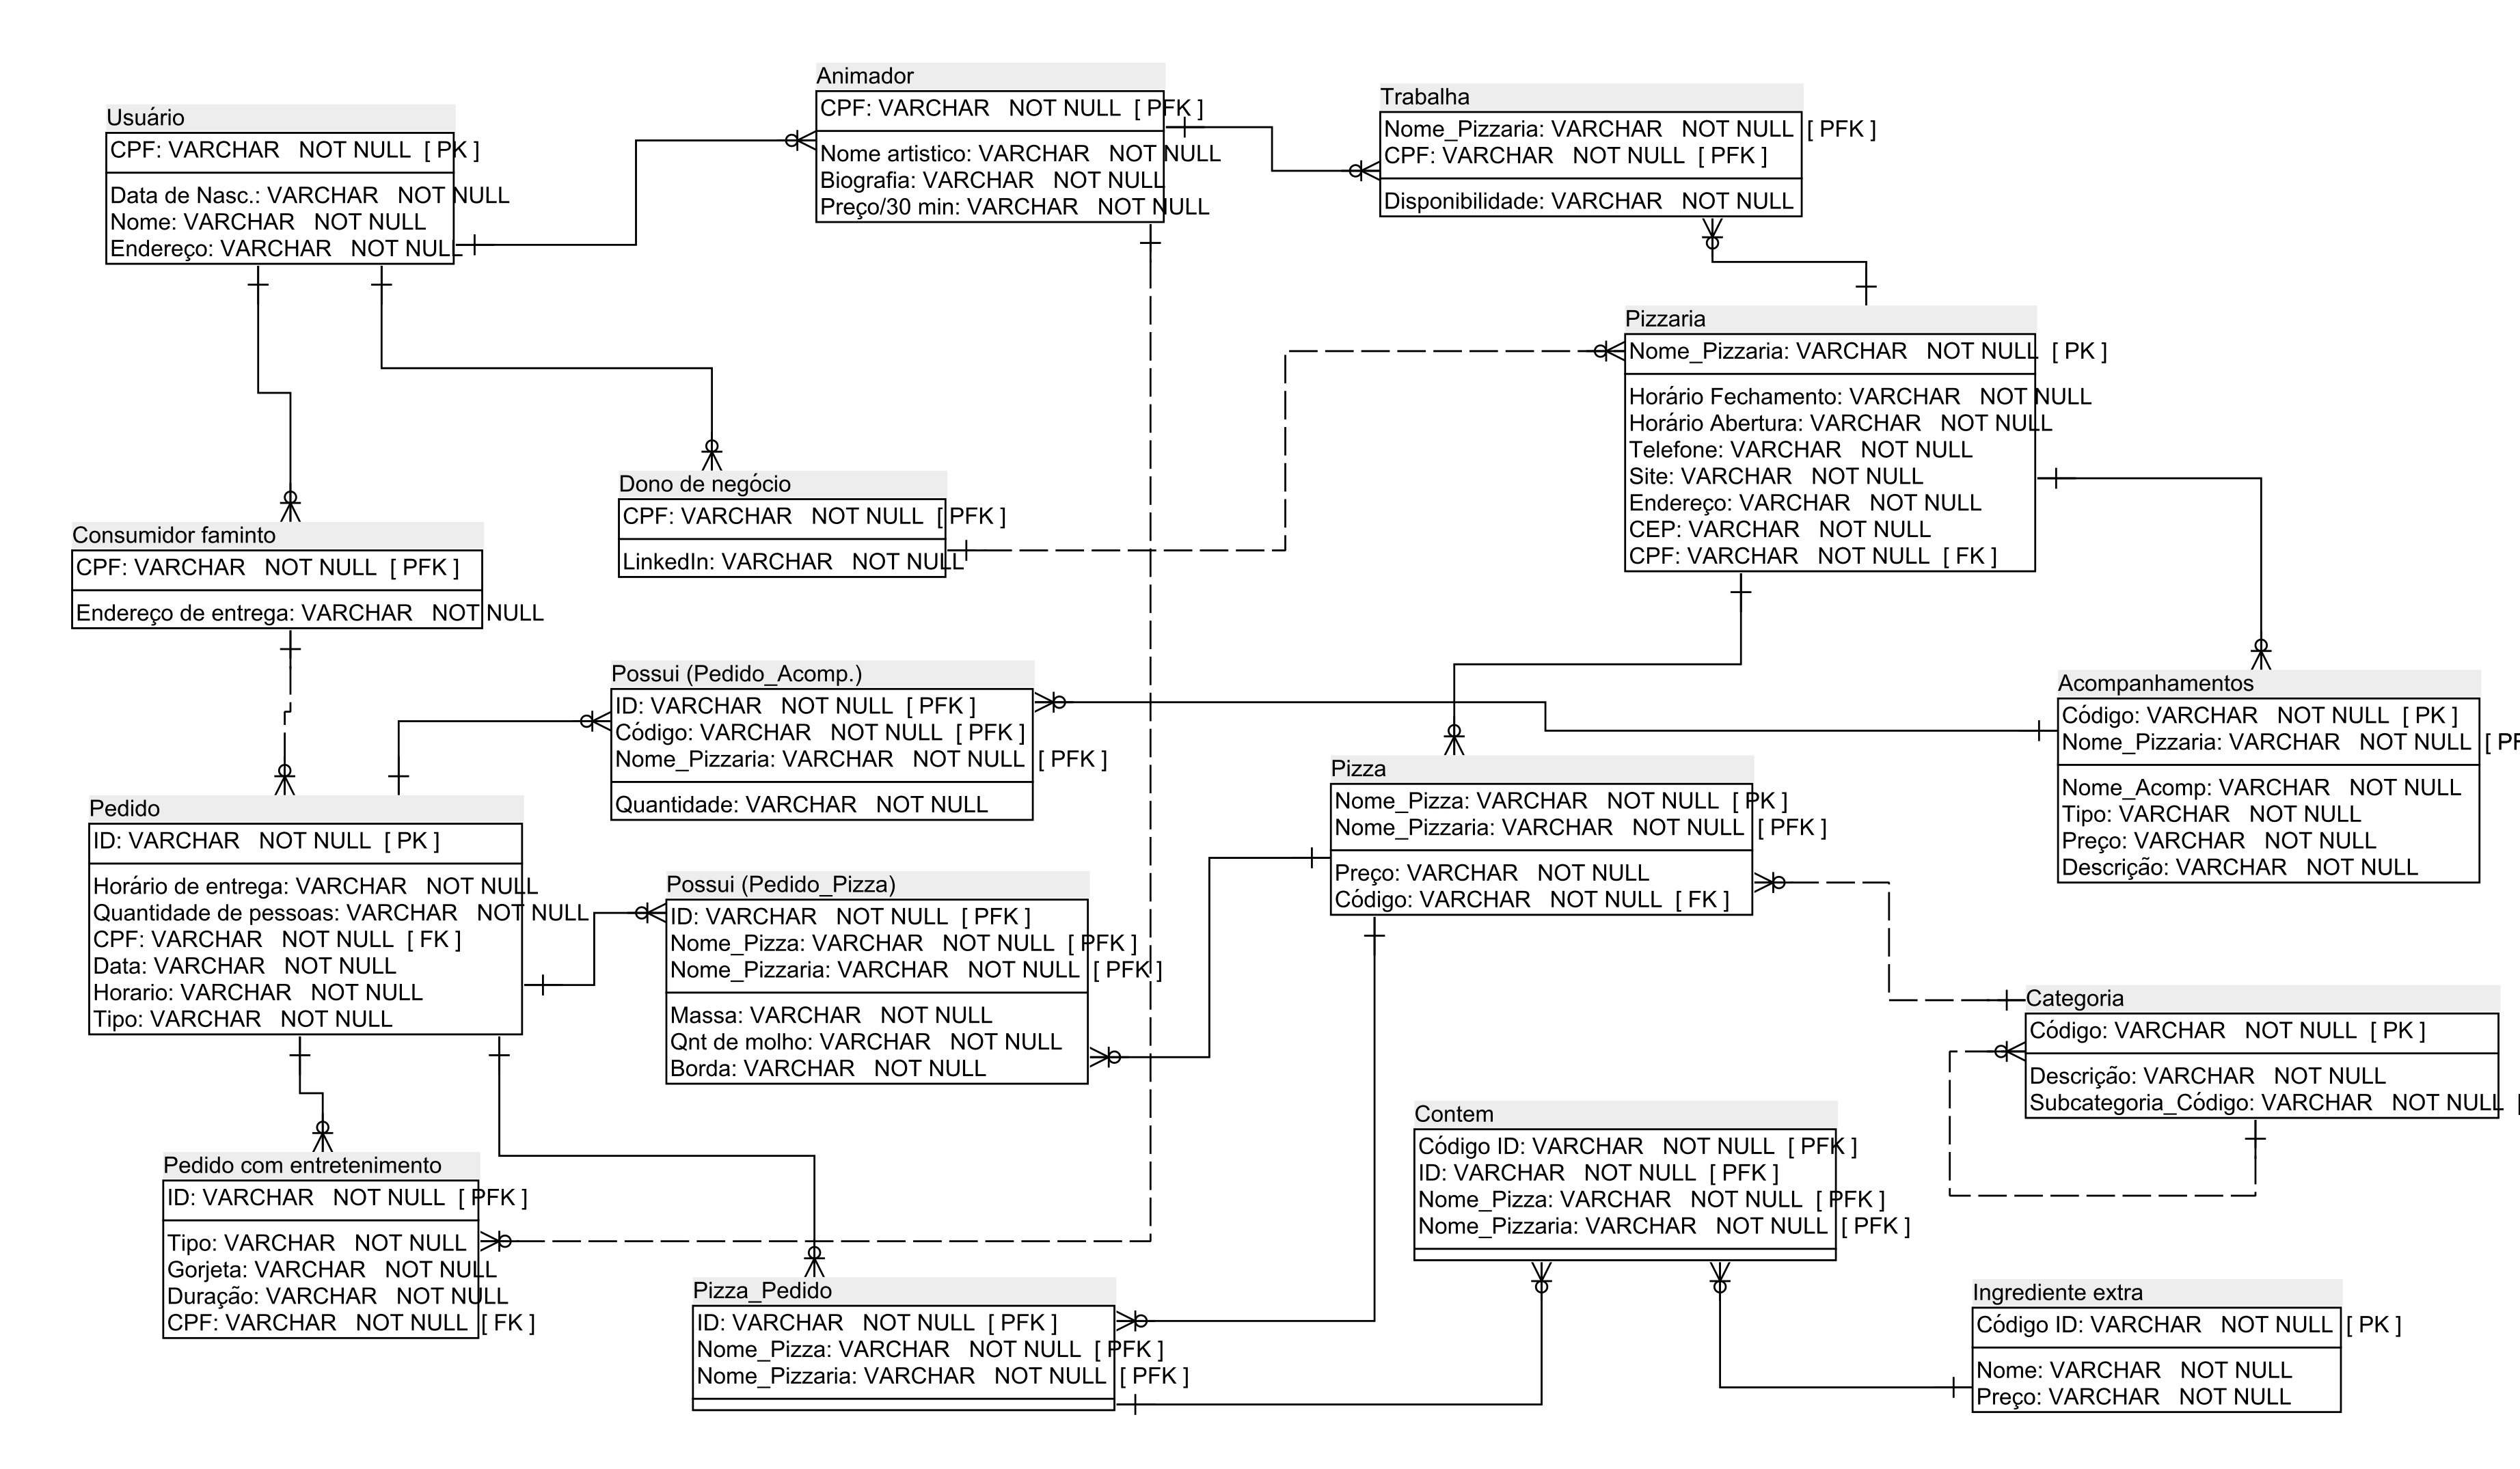 Usuário
CPF: VARCHAR NOT NULL [ PK ]
Data de Nasc.: VARCHAR NOT NULL
Nome: VARCHAR NOT NULL
Endereço: VARCHAR NOT NULL
Animador
CPF: VARCHAR NOT NULL [ PFK ]
Nome artistico: VARCHAR NOT NULL
Biografia: VARCHAR NOT NULL
Preço/30 min: VARCHAR NOT NULL
Trabalha
Nome_Pizzaria: VARCHAR NOT NULL [ PFK ]
CPF: VARCHAR NOT NULL [ PFK ]
Disponibilidade: VARCHAR NOT NULL
Pizzaria
Nome_Pizzaria: VARCHAR NOT NULL [ PK ]
Horário Fechamento: VARCHAR NOT NULL
Horário Abertura: VARCHAR NOT NULL
Telefone: VARCHAR NOT NULL
Site: VARCHAR NOT NULL
Endereço: VARCHAR NOT NULL
CEP: VARCHAR NOT NULL
CPF: VARCHAR NOT NULL [ FK ]
Dono de negócio
CPF: VARCHAR NOT NULL [ PFK ]
LinkedIn: VARCHAR NOT NULL
Consumidor faminto
CPF: VARCHAR NOT NULL [ PFK ]
Endereço de entrega: VARCHAR NOT NULL
Possui (Pedido_Acomp.)
ID: VARCHAR NOT NULL [ PFK ]
Código: VARCHAR NOT NULL [ PFK ]
Nome_Pizzaria: VARCHAR NOT NULL [ PFK ]
Quantidade: VARCHAR NOT NULL
Acompanhamentos
Código: VARCHAR NOT NULL [ PK ]
Nome_Pizzaria: VARCHAR NOT NULL [ PF
Nome_Acomp: VARCHAR NOT NULL
Tipo: VARCHAR NOT NULL
Preço: VARCHAR NOT NULL
Descrição: VARCHAR NOT NULL
Pizza
Nome_Pizza: VARCHAR NOT NULL [ PK ]
Nome_Pizzaria: VARCHAR NOT NULL [ PFK ]
Preço: VARCHAR NOT NULL
Código: VARCHAR NOT NULL [ FK ]
Pedido
ID: VARCHAR NOT NULL [ PK ]
Horário de entrega: VARCHAR NOT NULL
Quantidade de pessoas: VARCHAR NOT NULL
CPF: VARCHAR NOT NULL [ FK ]
Data: VARCHAR NOT NULL
Horario: VARCHAR NOT NULL
Tipo: VARCHAR NOT NULL
Possui (Pedido_Pizza)
ID: VARCHAR NOT NULL [ PFK ]
Nome_Pizza: VARCHAR NOT NULL [ PFK ]
Nome_Pizzaria: VARCHAR NOT NULL [ PFK ]
Massa: VARCHAR NOT NULL
Qnt de molho: VARCHAR NOT NULL
Borda: VARCHAR NOT NULL
Categoria
Código: VARCHAR NOT NULL [ PK ]
Descrição: VARCHAR NOT NULL
Subcategoria_Código: VARCHAR NOT NULL [
Contem
Código ID: VARCHAR NOT NULL [ PFK ]
ID: VARCHAR NOT NULL [ PFK ]
Nome_Pizza: VARCHAR NOT NULL [ PFK ]
Nome_Pizzaria: VARCHAR NOT NULL [ PFK ]
Pedido com entretenimento
ID: VARCHAR NOT NULL [ PFK ]
Tipo: VARCHAR NOT NULL
Gorjeta: VARCHAR NOT NULL
Duração: VARCHAR NOT NULL
CPF: VARCHAR NOT NULL [ FK ]
Pizza_Pedido
ID: VARCHAR NOT NULL [ PFK ]
Nome_Pizza: VARCHAR NOT NULL [ PFK ]
Nome_Pizzaria: VARCHAR NOT NULL [ PFK ]
Ingrediente extra
Código ID: VARCHAR NOT NULL [ PK ]
Nome: VARCHAR NOT NULL
Preço: VARCHAR NOT NULL